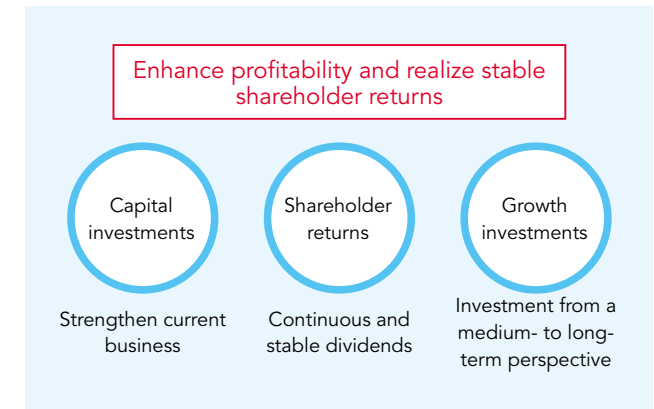 Enhance profitability and realize stable
shareholder returns
Capital
investments
Shareholder
returns
Growth
investments
Strengthen current
business
Continuous and
stable dividends
Investment from a
medium- to long-
term perspective